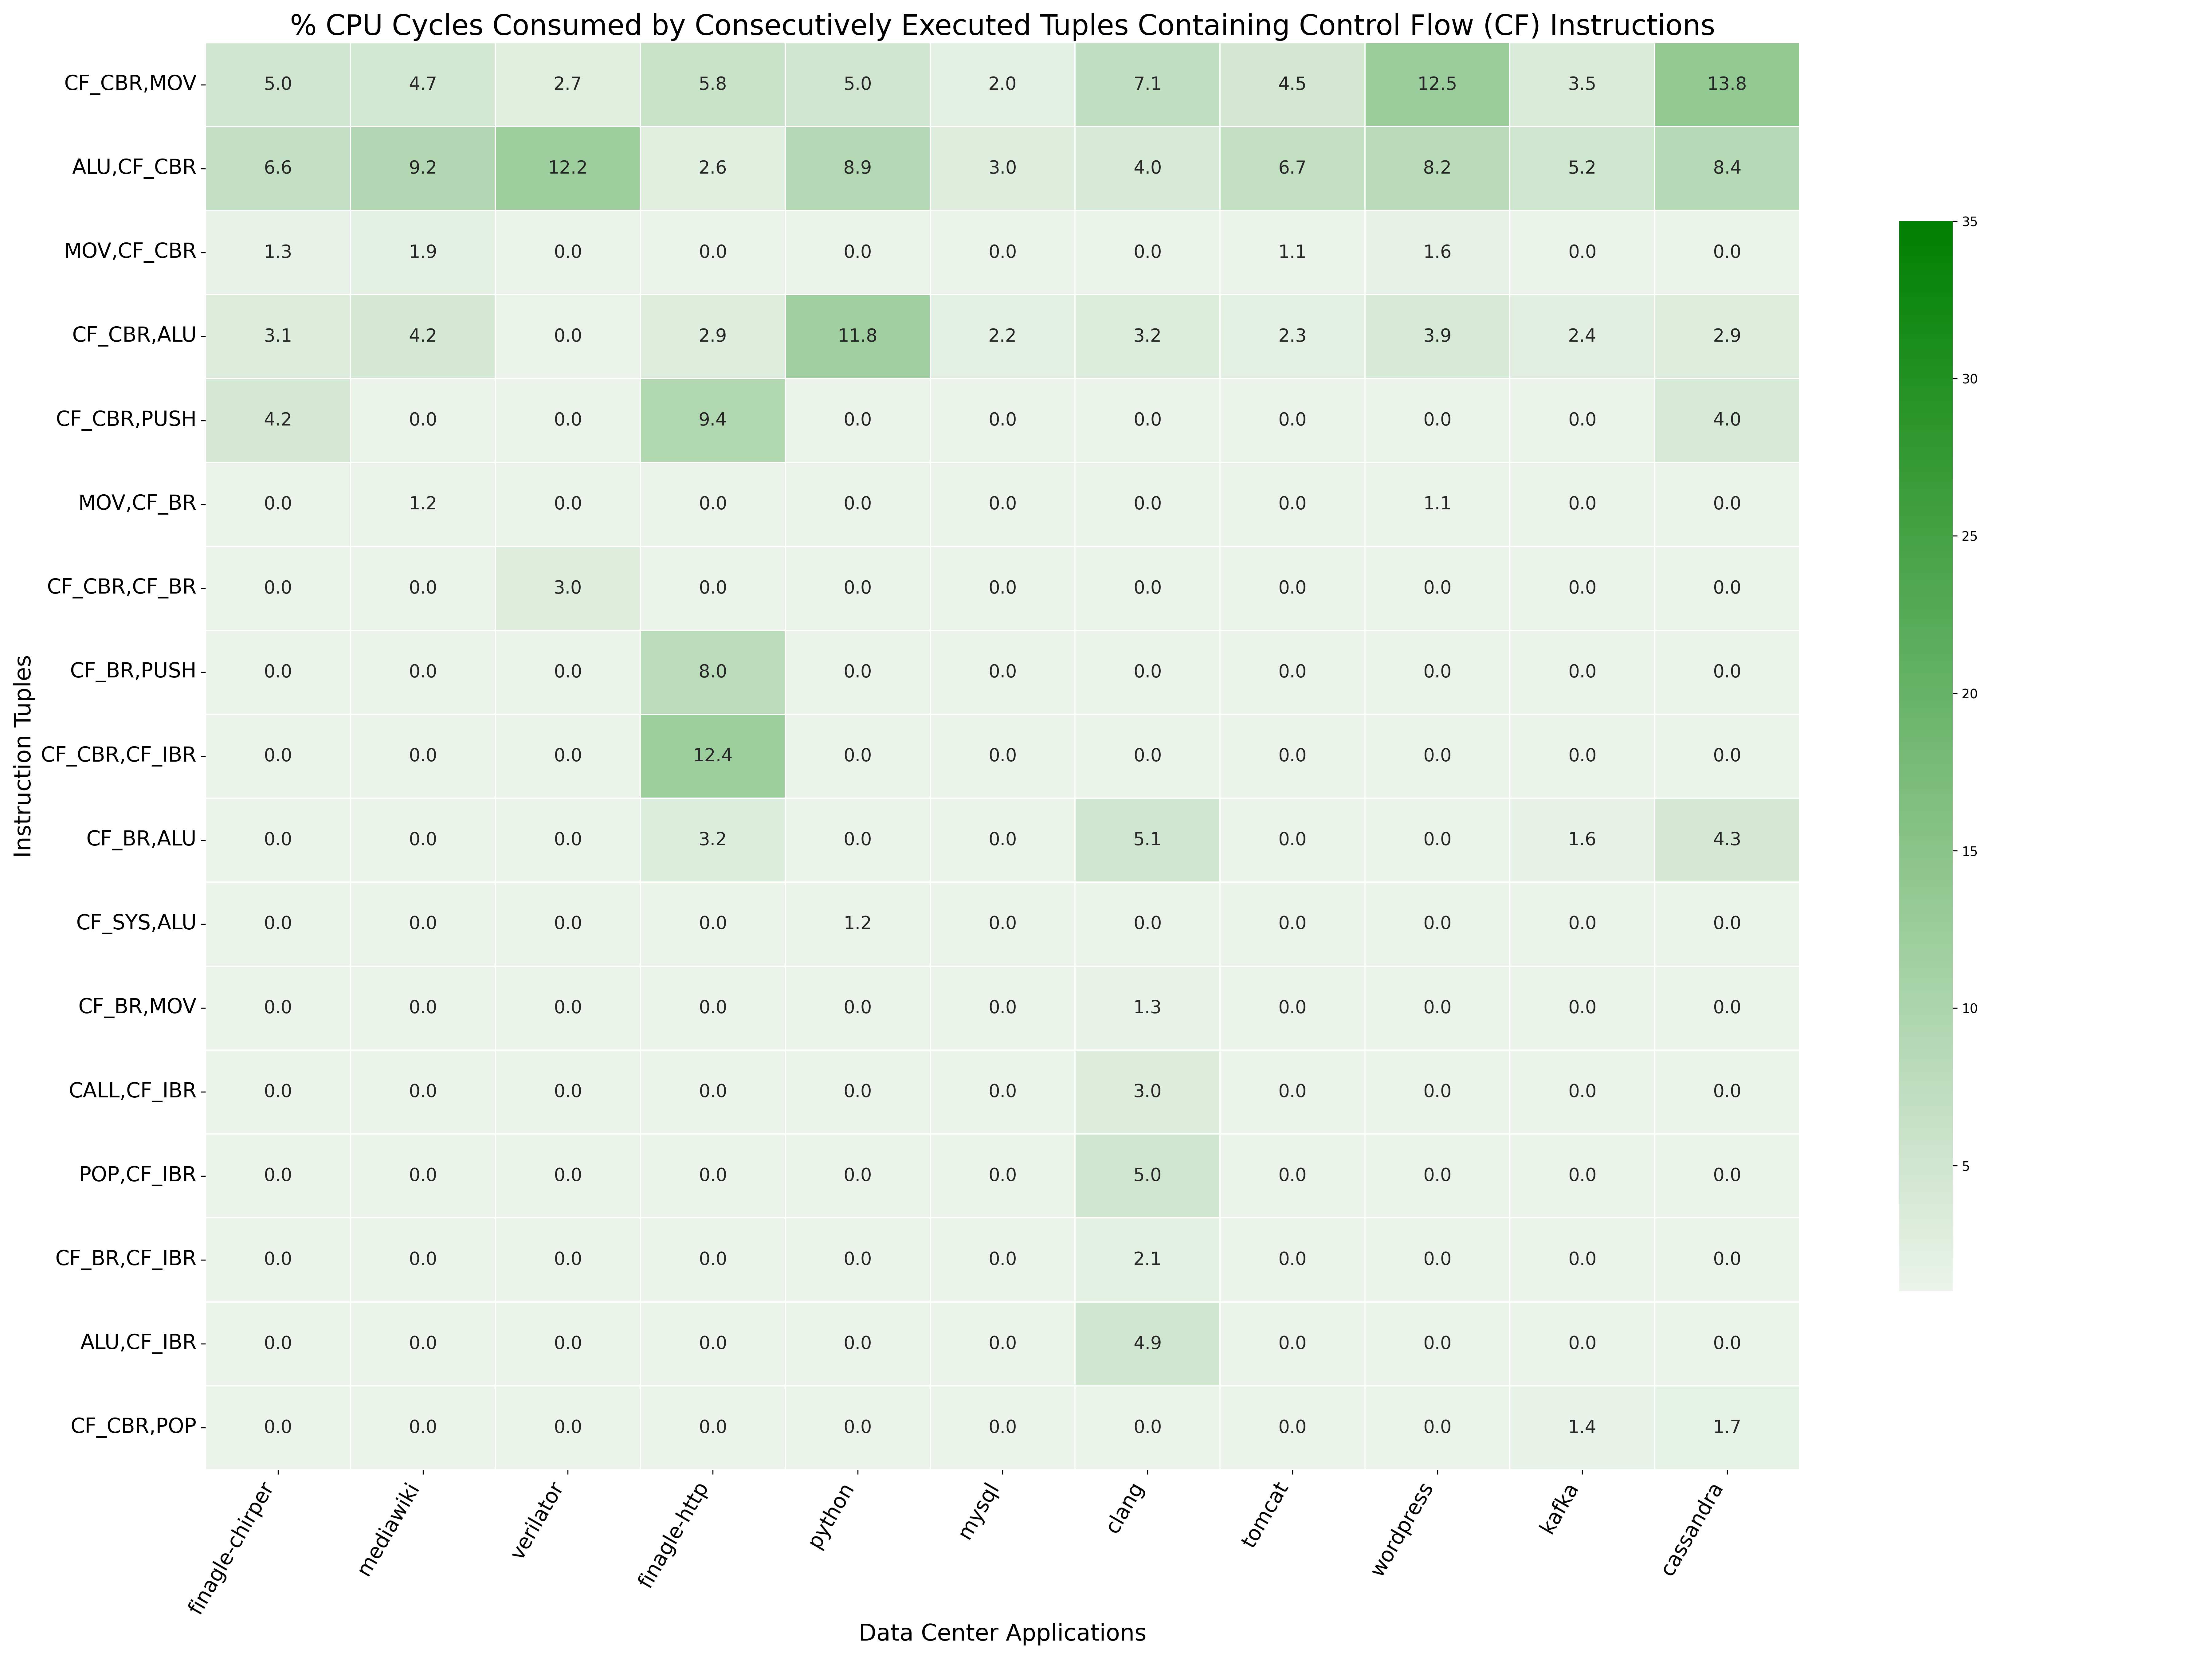 % CPU Cycles Consumed by Consecutively Executed Tuples Containing Control Flow (CF) Instructions
CF_CBR,MOV 5.0 4.7 2.7 5.8 5.0 2.0 7.1 4.5 12.5 3.5 13.8
ALU,CF_CBR 6.6 9.2 12.2 2.6 8.9 3.0 4.0 6.7 8.2 5.2 8.4
MOV,CF_CBR 1.3 1.9 0.0 0.0 0.0 0.0 0.0 1.1 1.6 0.0 0.0
CF_CBR,ALU 3.1 4.2 0.0 2.9 11.8 2.2 3.2 2.3 3.9 2.4 2.9
CF_CBR,PUSH 4.2 0.0 0.0 9.4 0.0 0.0 0.0 0.0 0.0 0.0 4.0
MOV,CF_BR 0.0 1.2 0.0 0.0 0.0 0.0 0.0 0.0 1.1 0.0 0.0
CF_CBR,CF_BR 0.0 0.0 3.0 0.0 0.0 0.0 0.0 0.0 0.0 0.0 0.0
CF_BR,PUSH 0.0 0.0 0.0 8.0 0.0 0.0 0.0 0.0 0.0 0.0 0.0
CF_CBR,CF_IBR 0.0 0.0 0.0 12.4 0.0 0.0 0.0 0.0 0.0 0.0 0.0
CF_BR,ALU 0.0 0.0 0.0 3.2 0.0 0.0 5.1 0.0 0.0 1.6 4.3
CF_SYS,ALU 0.0 0.0 0.0 0.0 1.2 0.0 0.0 0.0 0.0 0.0 0.0
CF_BR,MOV 0.0 0.0 0.0 0.0 0.0 0.0 1.3 0.0 0.0 0.0 0.0
CALL,CF_IBR 0.0 0.0 0.0 0.0 0.0 0.0 3.0 0.0 0.0 0.0 0.0
POP,CF_IBR 0.0 0.0 0.0 0.0 0.0 0.0 5.0 0.0 0.0 0.0 0.0
CF_BR,CF_IBR 0.0 0.0 0.0 0.0 0.0 0.0 2.1 0.0 0.0 0.0 0.0
ALU,CF_IBR 0.0 0.0 0.0 0.0 0.0 0.0 4.9 0.0 0.0 0.0 0.0
CF_CBR,POP 0.0 0.0 0.0 0.0 0.0 0.0 0.0 0.0 0.0 1.4 1.7
Instruction Tuples
finagle-chirper mediawiki verilator finagle-http python mysql clang tomcat wordpress kafka cassandra
Data Center Applications
35
30
25
20
15
10
5